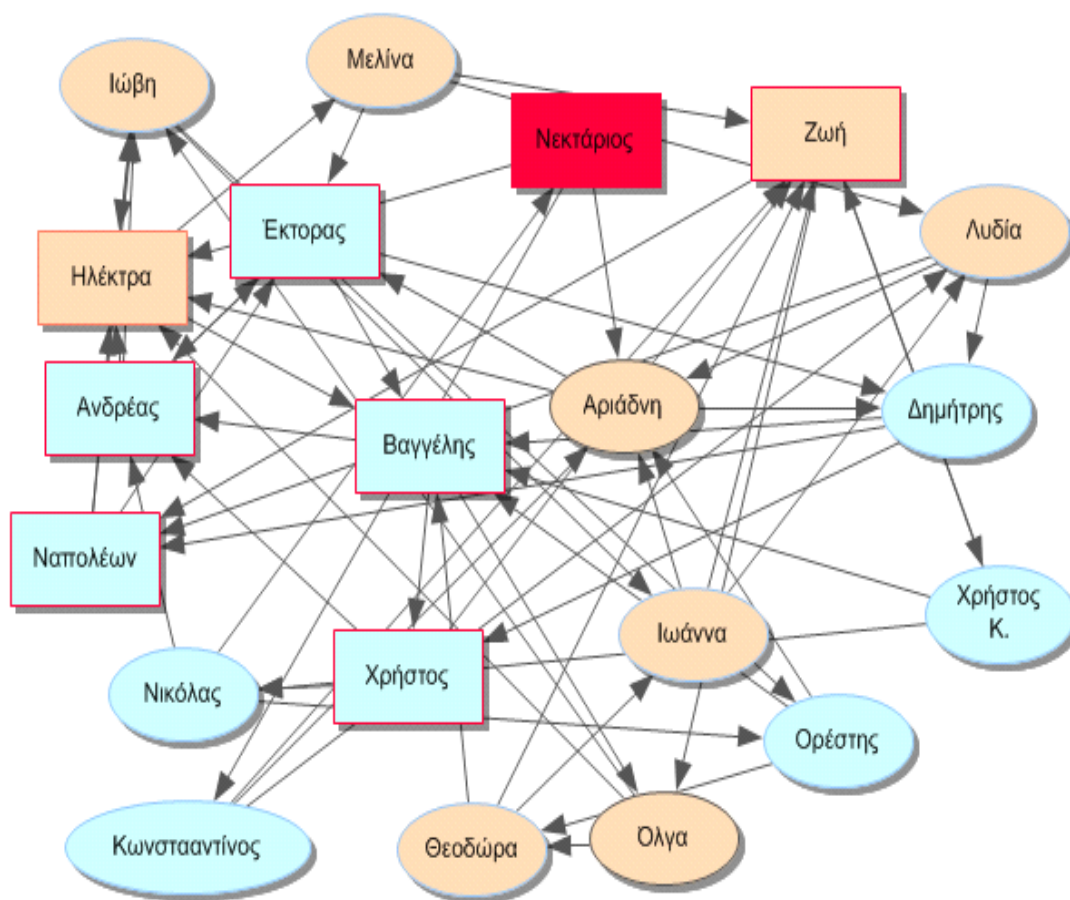 Μελίνα
Ιώβη
Νεκτάριος
Ζωή
Έκτορας
Λυδία
Ηλέκτρα
Ανδρέας
Αριάδνη
Δημήτρης
Βαγγέλης
Ναπολέων
Χρήστος
Κ.
Ιωάννα
Χρήστος
Νικόλας
Ορέστης
Κωνστααντίνος
Θεοδώρα
Όλγα